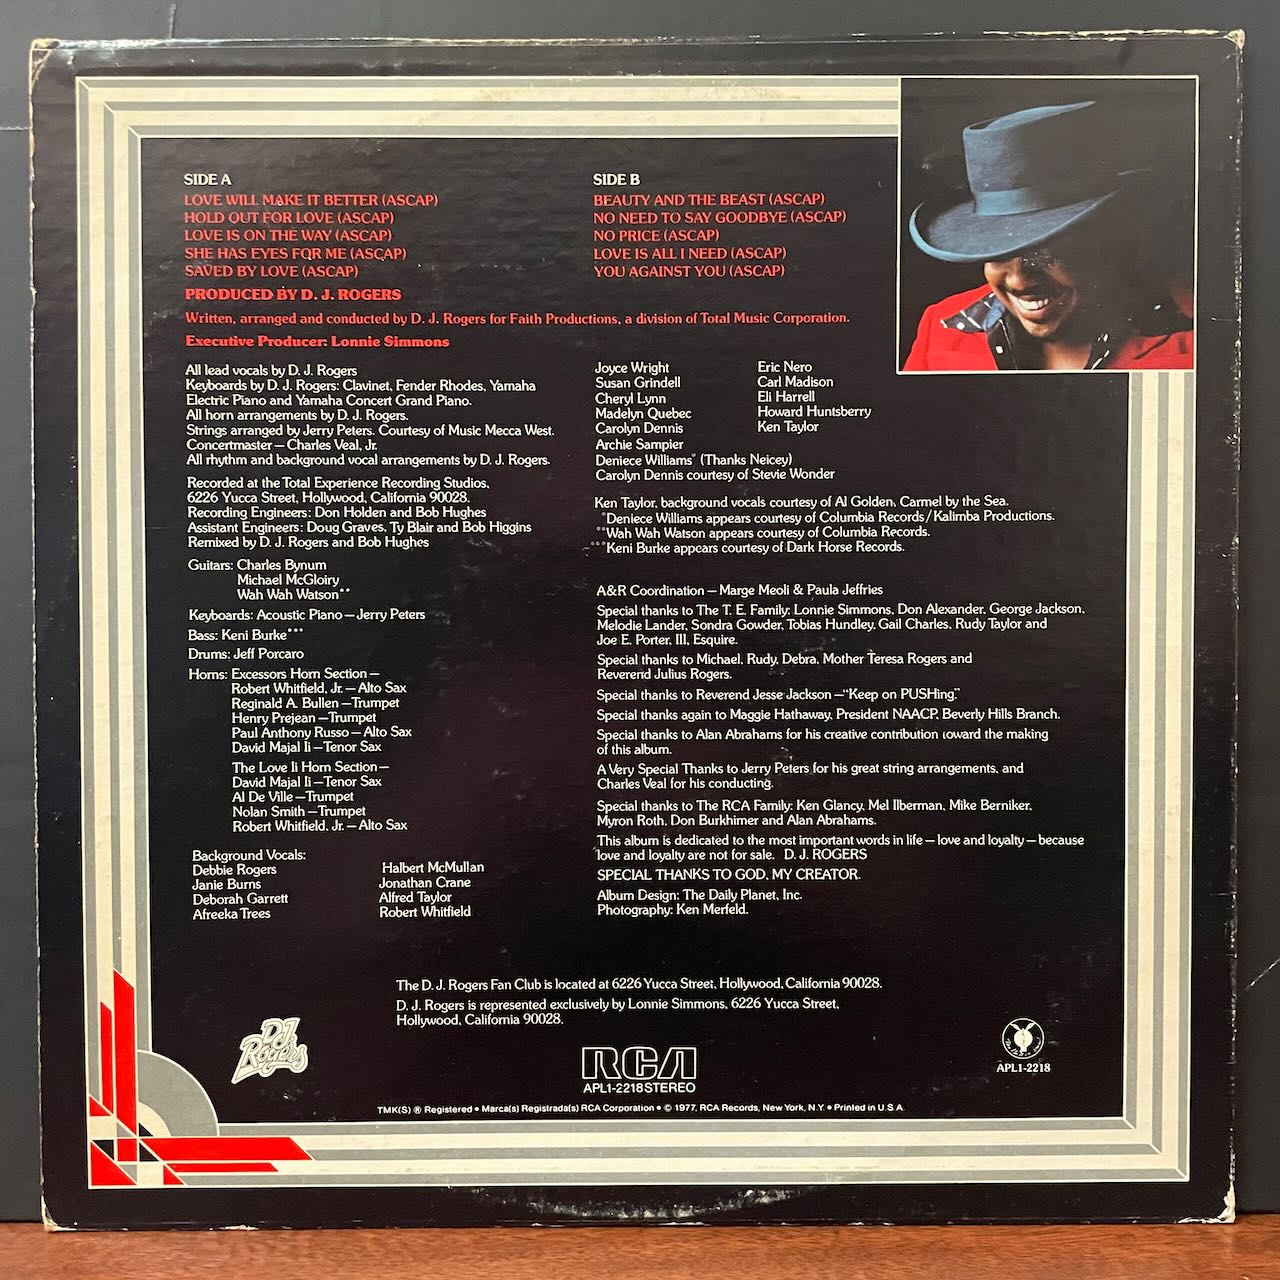 SIDE A
LOVE WILL MAKE IT BETTER (ASCAP)
HOLD OUT FOR LOVE (ASCAP)
LOVE IS ON THE WAY (ASCAP)
SHE HAS EYES FOR ME (ASCAP)
SAVED BY LOVE (ASCAP)
SIDE B
BEAUTY AND THE BEAST (ASCAP)
NO NEED TO SAY GOODBYE (ASCAP)
NO PRICE (ASCAP)
LOVE IS ALL I NEED (ASCAP)
YOU AGAINST YOU (ASCAP)
PRODUCED BY D. J. ROGERS
Written, arranged and conducted by D. J. Rogers for Faith Productions, a division of Total Music Corporation.
Executive Producer: Lonnie Simmons
All lead vocals by D. J. Rogers
Keyboards by D. J. Rogers: Clavinet, Fender Rhodes, Yamaha
Electric Piano and Yamaha Concert Grand Piano.
All horn arrangements by D. J. Rogers.
Strings arranged by Jerry Peters. Courtesy of Music Mecca West.
Concertmaster — Charles Veal, Jr.
All rhythm and background vocal arrangements by D. J. Rogers.
Recorded at the Total Experience Recording Studios,
6226 Yucca Street, Hollywood, California 90028.
Recording Engineers: Don Holden and Bob Hughes
Assistant Engineers: Doug Graves, Ty Blair and Bob Higgins
Remixed by D. J. Rogers and Bob Hughes
Guitars: Charles Bynum
Michael McGloiry
Wah Wah Watson**
Keyboards: Acoustic Piano — Jerry Peters
Bass: Keni Burke***
Drums: Jeff Porcaro
Horns: Excessors Horn Section —
Robert Whitfield, Jr. — Alto Sax
Reginald A. Bullen — Trumpet
Henry Prejean — Trumpet
Paul Anthony Russo — Alto Sax
David Majal Ii — Tenor Sax
The Love Ii Horn Section —
David Majal Ii — Tenor Sax
Al De Ville — Trumpet
Nolan Smith — Trumpet
Robert Whitfield, Jr. — Alto Sax
Background Vocals:
Debbie Rogers
Janie Burns
Deborah Garrett
Afreeka Trees
Halbert McMullan
Jonathan Crane
Alfred Taylor
Robert Whitfield
Joyce Wright
Susan Grindell
Cheryl Lynn
Madelyn Quebec
Carolyn Dennis
Archie Sampier
Eric Nero
Carl Madison
Eli Harrell
Howard Huntsberry
Ken Taylor
Deniece Williams* (Thanks Neicey)
Carolyn Dennis courtesy of Stevie Wonder
Ken Taylor, background vocals courtesy of Al Golden, Carmel by the Sea.
*Deniece Williams appears courtesy of Columbia Records/Kalimba Productions.
**Wah Wah Watson appears courtesy of Columbia Records.
***Keni Burke appears courtesy of Dark Horse Records.
A&R Coordination — Marge Meoli & Paula Jeffries
Special thanks to The T. E. Family: Lonnie Simmons, Don Alexander, George Jackson,
Melodie Lander, Sondra Gowder, Tobias Hundley, Gail Charles, Rudy Taylor and
Joe E. Porter, III, Esquire.
Special thanks to Michael, Rudy, Debra, Mother Teresa Rogers and
Reverend Julius Rogers.
Special thanks to Reverend Jesse Jackson — "Keep on PUSHing."
Special thanks again to Maggie Hathaway, President NAACP, Beverly Hills Branch.
Special thanks to Alan Abrahams for his creative contribution toward the making
of this album.
A Very Special Thanks to Jerry Peters for his great string arrangements, and
Charles Veal for his conducting.
Special thanks to The RCA Family: Ken Glancy, Mel Ilberman, Mike Berniker,
Myron Roth, Don Burkhimer and Alan Abrahams.
This album is dedicated to the most important words in life — love and loyalty — because
love and loyalty are not for sale. D. J. ROGERS
SPECIAL THANKS TO GOD, MY CREATOR.
Album Design: The Daily Planet, Inc.
Photography: Ken Merfeld.
The D. J. Rogers Fan Club is located at 6226 Yucca Street, Hollywood, California 90028.
D. J. Rogers is represented exclusively by Lonnie Simmons, 6226 Yucca Street,
Hollywood, California 90028.
D.J. Rogers
RCA
APL1-2218 STEREO
APL1-2218
TMK(S) ® Registered • Marca(s) Registrada(s) RCA Corporation • © 1977, RCA Records, New York, N.Y. • Printed in U.S.A.